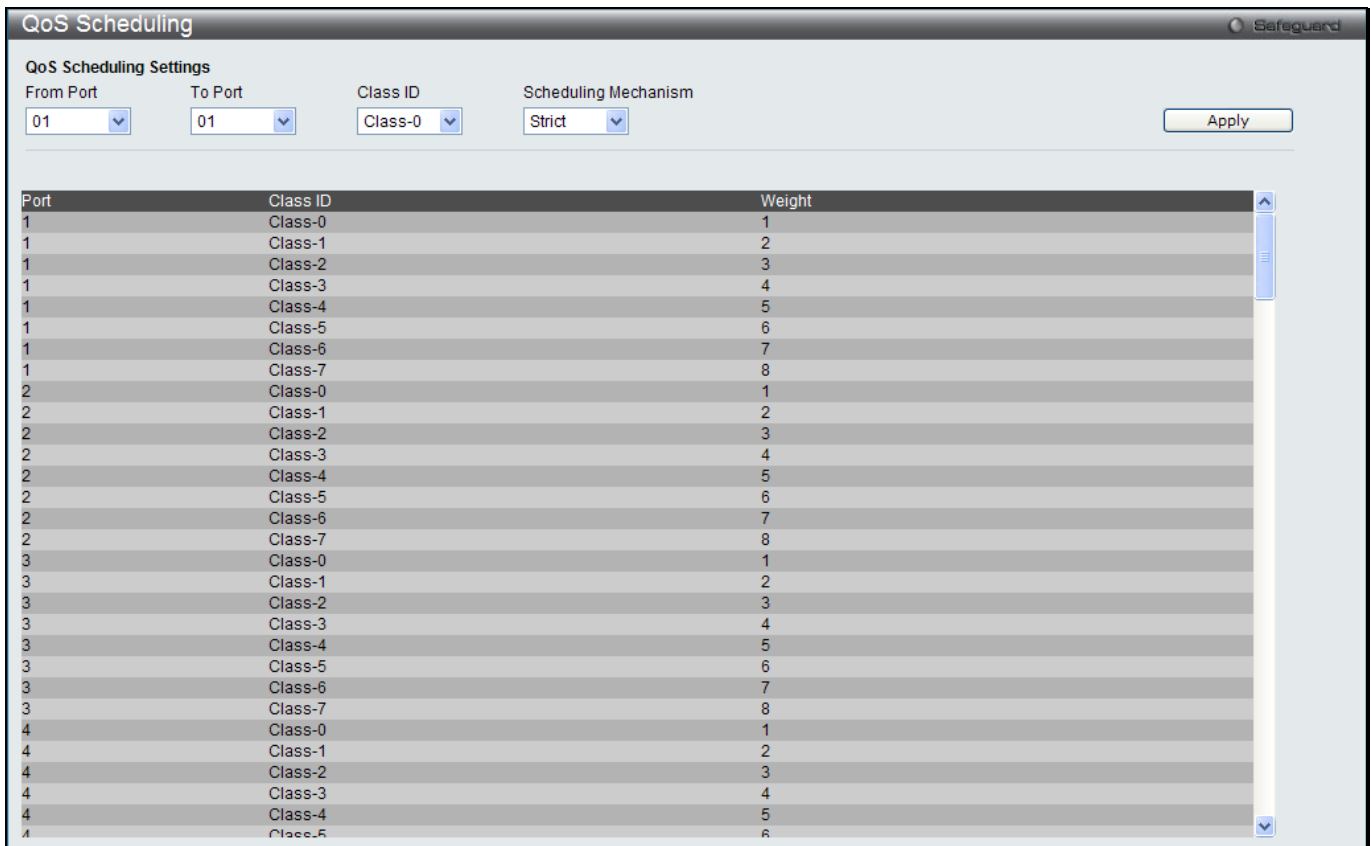 QoS Scheduling Safeguard
QoS Scheduling Settings
From Port To Port Class ID Scheduling Mechanism
01 01 Class-0 Strict Apply
Port Class ID Weight
1 Class-0 1
1 Class-1 2
1 Class-2 3
1 Class-3 4
1 Class-4 5
1 Class-5 6
1 Class-6 7
1 Class-7 8
2 Class-0 1
2 Class-1 2
2 Class-2 3
2 Class-3 4
2 Class-4 5
2 Class-5 6
2 Class-6 7
2 Class-7 8
3 Class-0 1
3 Class-1 2
3 Class-2 3
3 Class-3 4
3 Class-4 5
3 Class-5 6
3 Class-6 7
3 Class-7 8
4 Class-0 1
4 Class-1 2
4 Class-2 3
4 Class-3 4
4 Class-4 5
4 Class-5 6